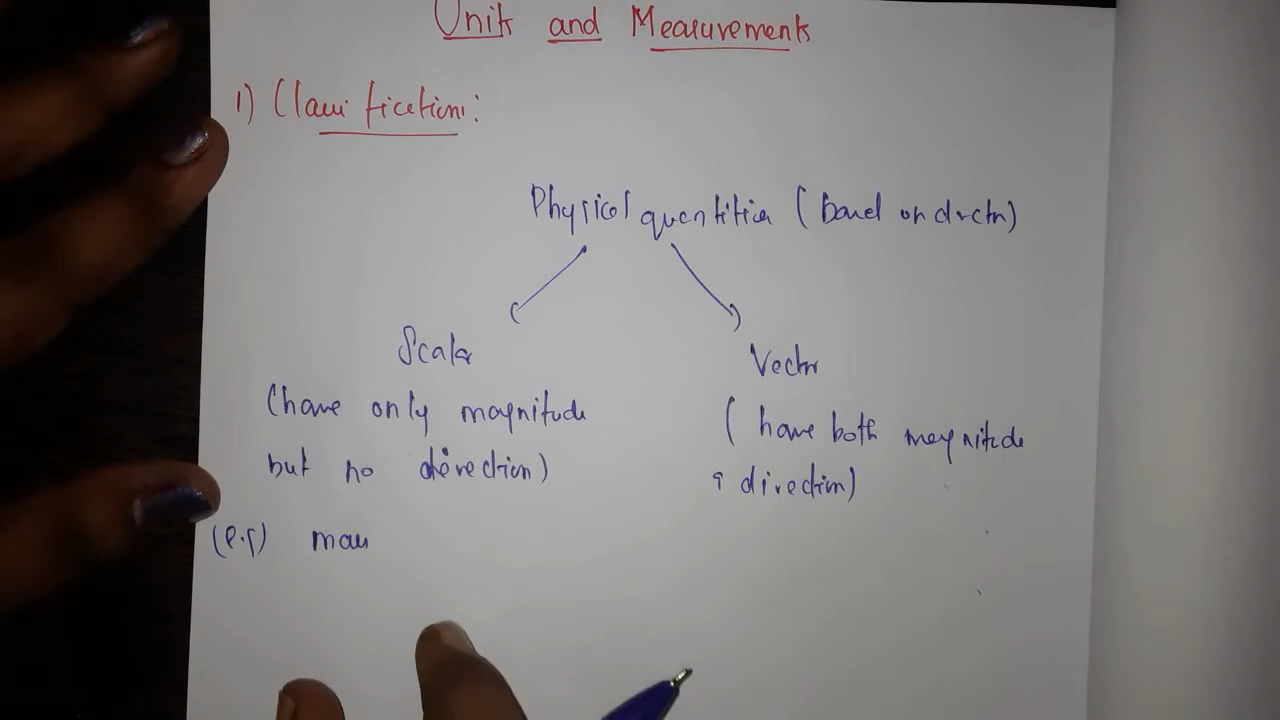 Units and Measurements
1) Classification:
Physical quantities (based on drctn)
Scalar
Vector
(have only magnitude
but no direction)
(have both magnitude
& direction)
(e.g) mass